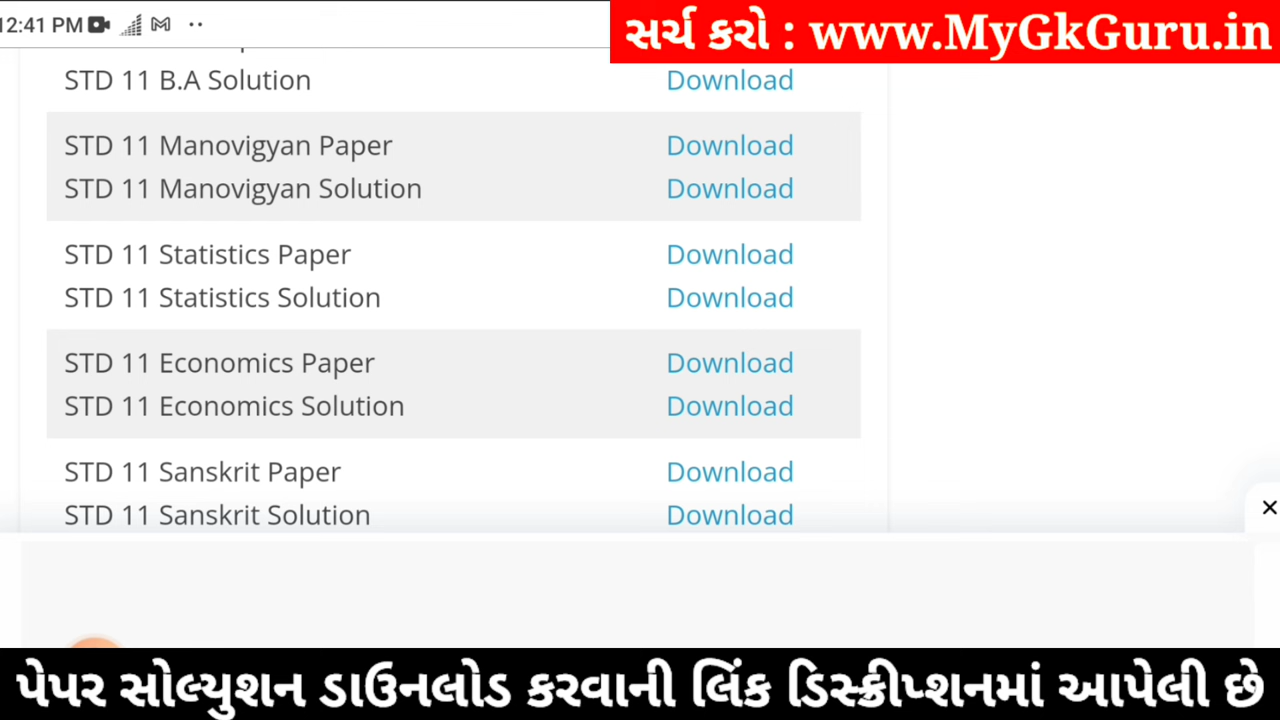 12:41 PM
સર્ચ કરો : www.MyGkGuru.in
STD 11 B.A Solution Download
STD 11 Manovigyan Paper Download
STD 11 Manovigyan Solution Download
STD 11 Statistics Paper Download
STD 11 Statistics Solution Download
STD 11 Economics Paper Download
STD 11 Economics Solution Download
STD 11 Sanskrit Paper Download
STD 11 Sanskrit Solution Download
પેપર સોલ્યુશન ડાઉનલોડ કરવાની લિંક ડિસ્ક્રીપ્શનમાં આપેલી છે